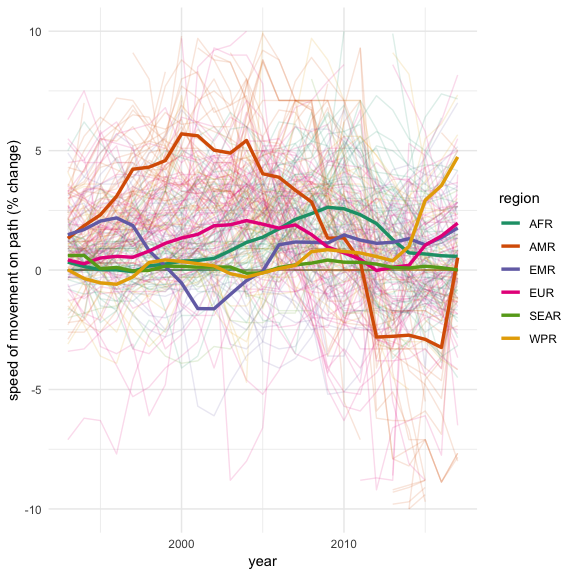 10
5
0
-5
-10
speed of movement on path (% change)
2000
2010
year
region
AFR
AMR
EMR
EUR
SEAR
WPR